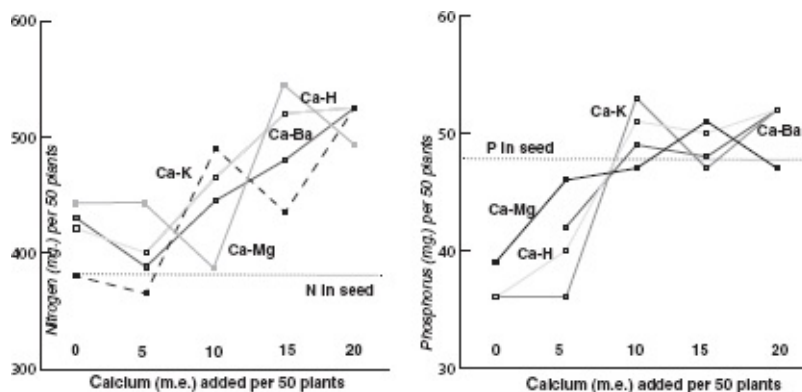 600
500
400
300
Nitrogen (mg.) per 50 plants
Ca-H
Ca-Ba
Ca-K
Ca-Mg
N in seed
0 5 10 15 20
Calcium (m.e.) added per 50 plants
60
50
40
30
Phosphorus (mg.) per 50 plants
Ca-K
Ca-Ba
P in seed
Ca-Mg
Ca-H
0 5 10 15 20
Calcium (m.e.) added per 50 plants